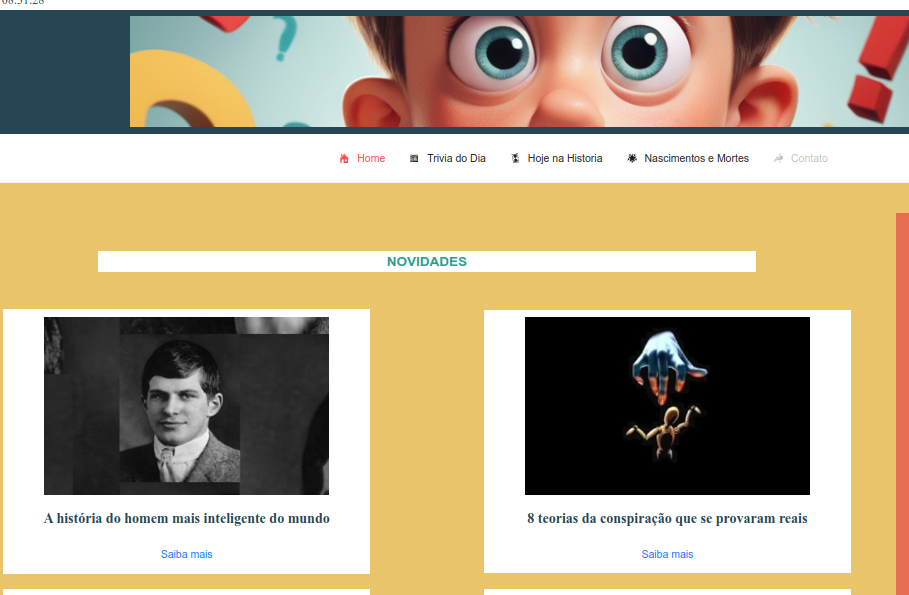 08:51:28
Home Trivia do Dia Hoje na Historia Nascimentos e Mortes Contato
NOVIDADES
A história do homem mais inteligente do mundo
Saiba mais
8 teorias da conspiração que se provaram reais
Saiba mais